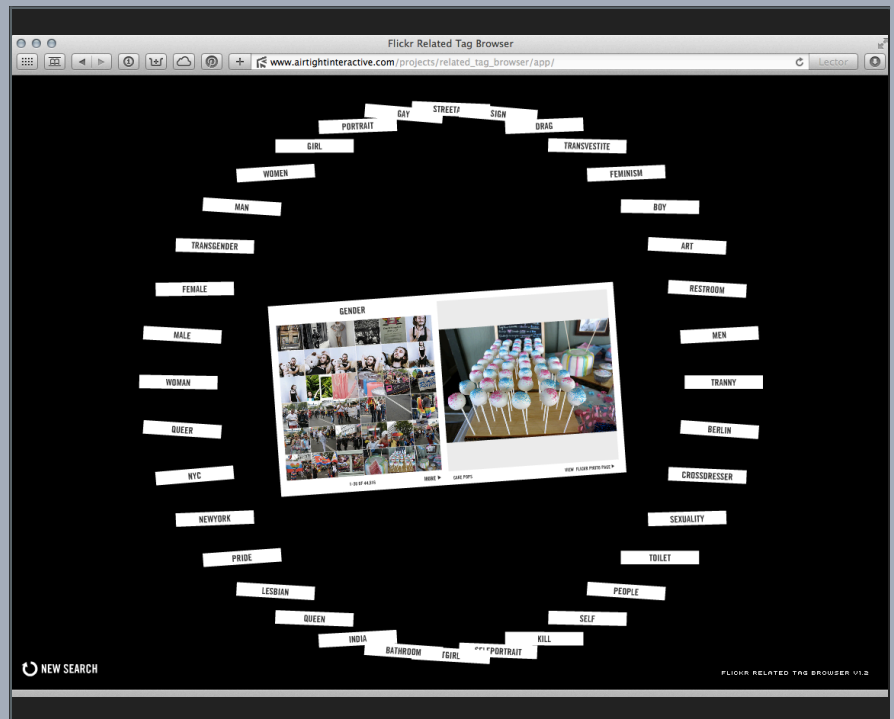 Flickr Related Tag Browser
www.airtightinteractive.com/projects/related_tag_browser/app/
Lector
STREETA
GAY
SIGN
PORTRAIT
DRAG
GIRL
TRANSVESTITE
WOMEN
FEMINISM
MAN
BOY
TRANSGENDER
ART
FEMALE
RESTROOM
GENDER
MALE
MEN
WOMAN
TRANNY
QUEER
BERLIN
NYC
CROSSDRESSER
VIEW FLICKR PHOTO PAGE
MORE
CAKE POPS
NEWYORK
SEXUALITY
PRIDE
TOILET
LESBIAN
PEOPLE
QUEEN
SELF
INDIA
KILL
BATHROOM
TGIRL
SELFPORTRAIT
NEW SEARCH
FLICKR RELATED TAG BROWSER V1.2